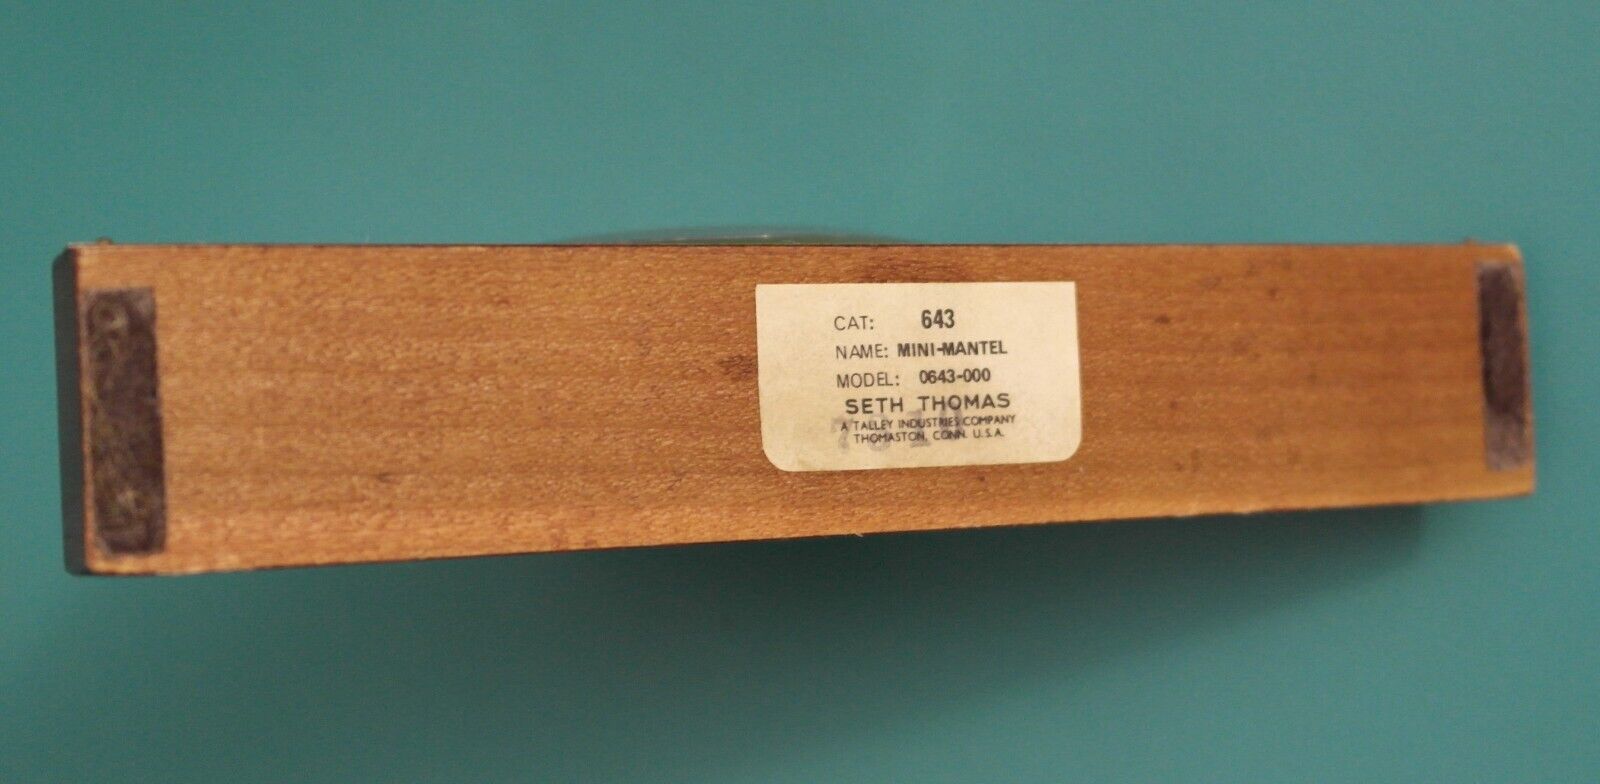 CAT: 643
NAME: MINI-MANTEL
MODEL: 0643-000
SETH THOMAS
A TALLEY INDUSTRIES COMPANY
THOMASTON, CONN. U.S.A.